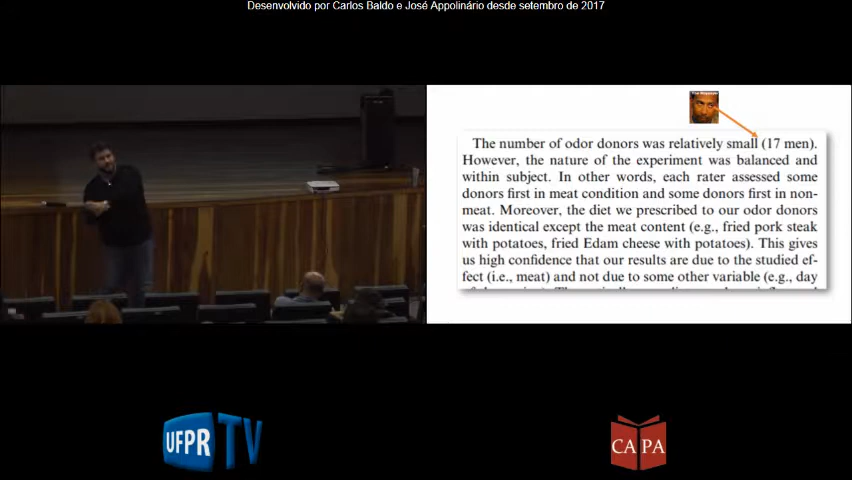 Desenvolvido por Carlos Baldo e José Appolinário desde setembro de 2017
The number of odor donors was relatively small (17 men).
However, the nature of the experiment was balanced and
within subject. In other words, each rater assessed some
donors first in meat condition and some donors first in non-
meat. Moreover, the diet we prescribed to our odor donors
was identical except the meat content (e.g., fried pork steak
with potatoes, fried Edam cheese with potatoes). This gives
us high confidence that our results are due to the studied ef-
fect (i.e., meat) and not due to some other variable (e.g., day
UFPR TV
CAPA